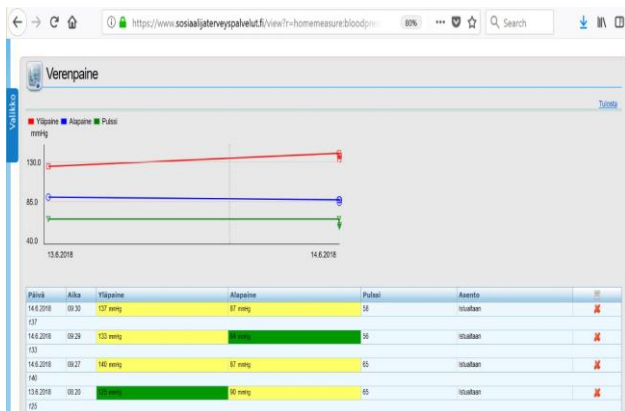 https://www.sosiaalijaterveyspalvelut.fi/view?r=homemeasure:bloodpres 80% Search
Valikko
Verenpaine
Tulosta
Yläpaine Alapaine Pulssi
mmHg
130.0
85.0
40.0
13.6.2018 14.6.2018
Päivä Aika Yläpaine Alapaine Pulssi Asento
14.6.2018 09:30 137 mmHg 87 mmHg 56 Istualtaan
137
14.6.2018 09:29 133 mmHg mmHg 56 Istualtaan
133
14.6.2018 09:27 140 mmHg 87 mmHg 65 Istualtaan
140
13.6.2018 08:20 125 mmHg 90 mmHg 65 Istualtaan
125